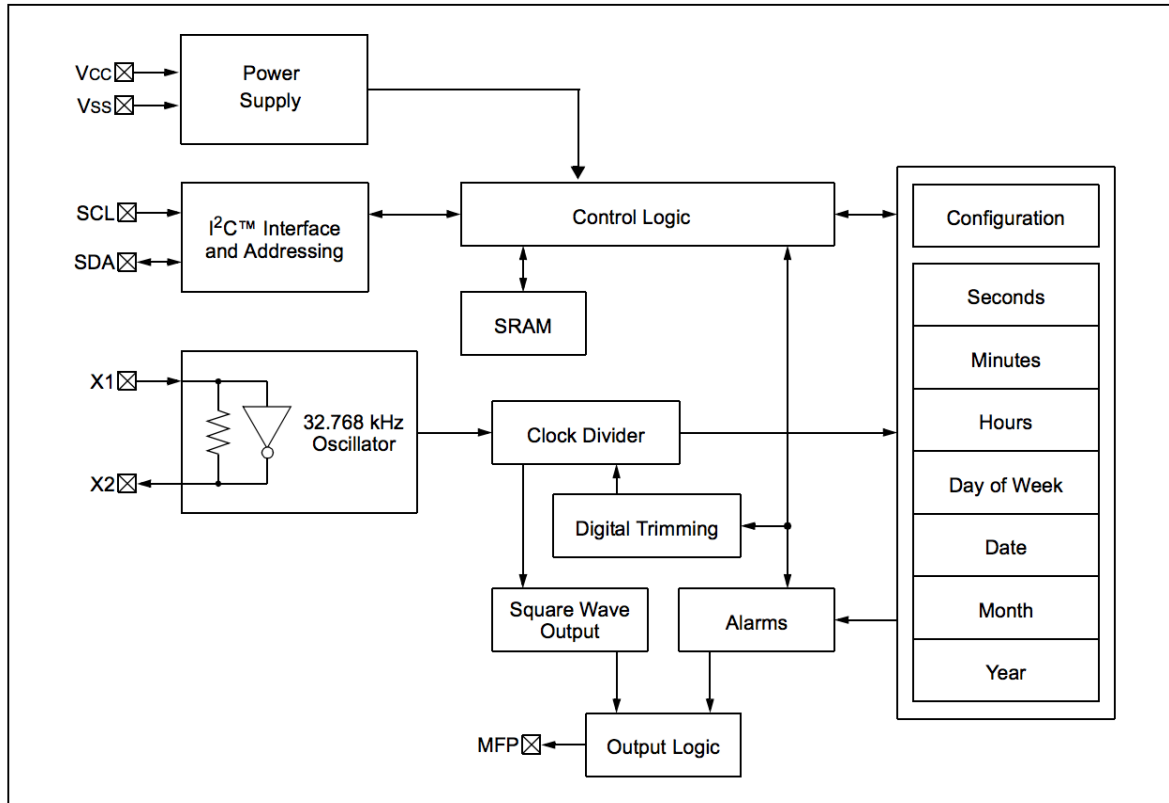 VCC
VSS
Power
Supply
SCL
SDA
I²C™ Interface
and Addressing
Control Logic
Configuration
SRAM
Seconds
Minutes
Hours
Day of Week
Date
Month
Year
X1
X2
32.768 kHz
Oscillator
Clock Divider
Digital Trimming
Square Wave
Output
Alarms
MFP
Output Logic